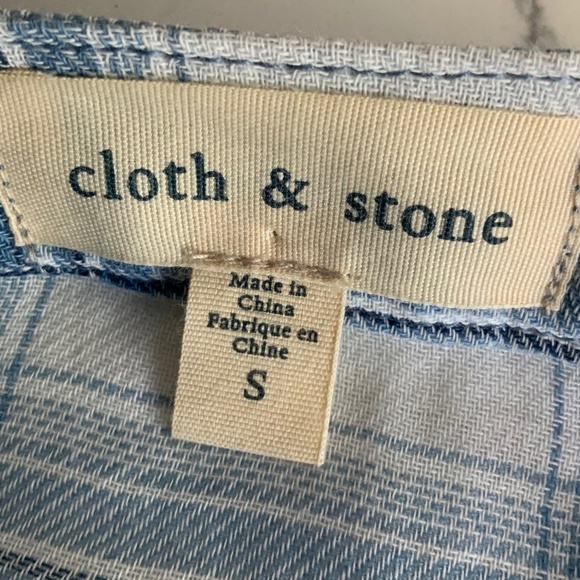 cloth & stone
Made in
China
Fabrique en
Chine
S